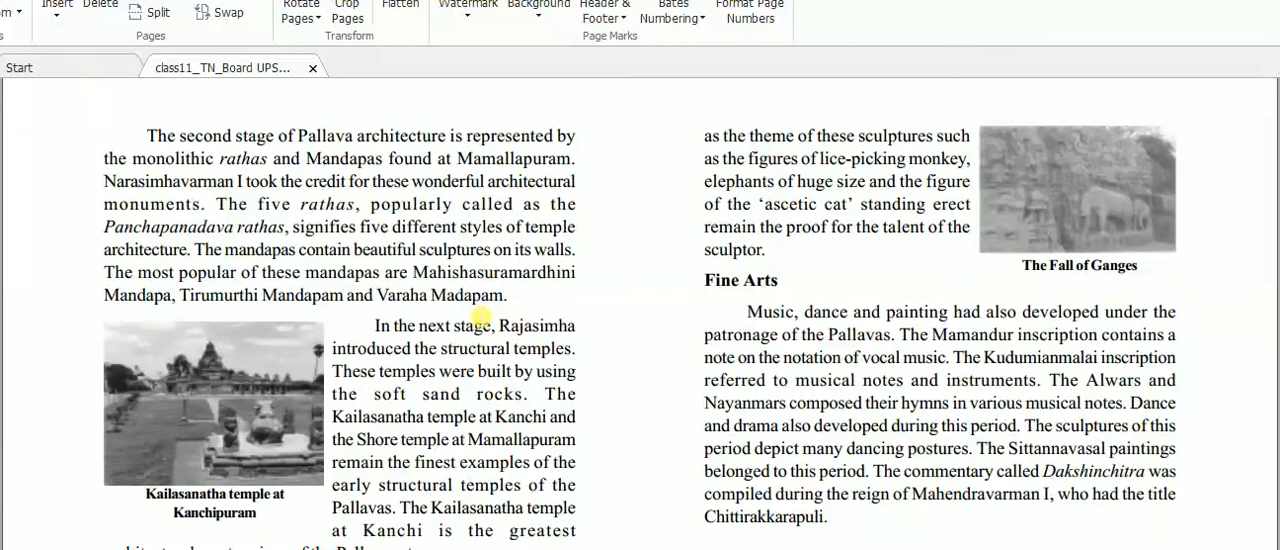 Insert
Delete
Split
Swap
Rotate
Pages
Crop
Pages
Flatten
Watermark
Background
Header &
Footer
Bates
Numbering
Format Page
Numbers
Pages
Transform
Page Marks
Start
class11_TN_Board UPS...
The second stage of Pallava architecture is represented by
the monolithic rathas and Mandapas found at Mamallapuram.
Narasimhavarman I took the credit for these wonderful architectural
monuments. The five rathas, popularly called as the
Panchapanadava rathas, signifies five different styles of temple
architecture. The mandapas contain beautiful sculptures on its walls.
The most popular of these mandapas are Mahishasuramardhini
Mandapa, Tirumurthi Mandapam and Varaha Madapam.
In the next stage, Rajasimha
introduced the structural temples.
These temples were built by using
the soft sand rocks. The
Kailasanatha temple at Kanchi and
the Shore temple at Mamallapuram
remain the finest examples of the
early structural temples of the
Pallavas. The Kailasanatha temple
at Kanchi is the greatest
Kailasanatha temple at
Kanchipuram
as the theme of these sculptures such
as the figures of lice-picking monkey,
elephants of huge size and the figure
of the ‘ascetic cat’ standing erect
remain the proof for the talent of the
sculptor.
The Fall of Ganges
Fine Arts
Music, dance and painting had also developed under the
patronage of the Pallavas. The Mamandur inscription contains a
note on the notation of vocal music. The Kudumianmalai inscription
referred to musical notes and instruments. The Alwars and
Nayanmars composed their hymns in various musical notes. Dance
and drama also developed during this period. The sculptures of this
period depict many dancing postures. The Sittannavasal paintings
belonged to this period. The commentary called Dakshinchitra was
compiled during the reign of Mahendravarman I, who had the title
Chittirakkarapuli.